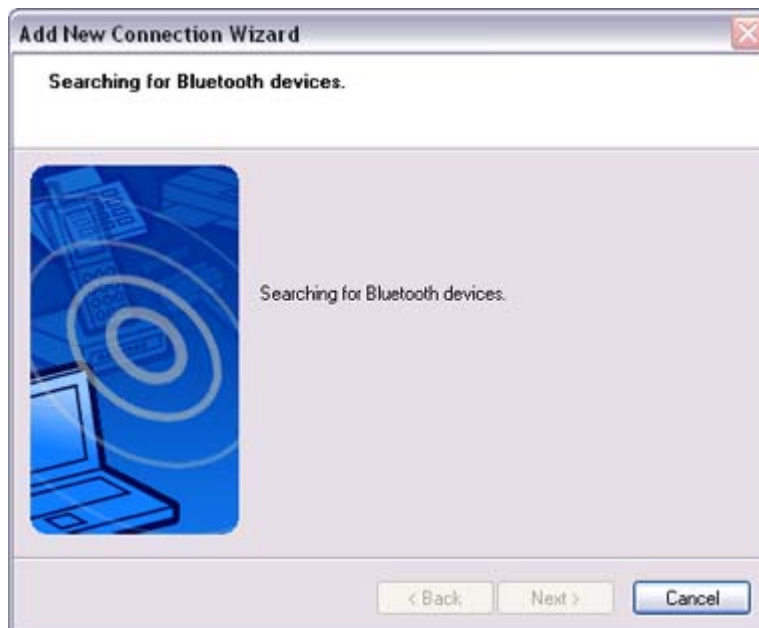 Add New Connection Wizard
Searching for Bluetooth devices.
Searching for Bluetooth devices.
< Back
Next >
Cancel